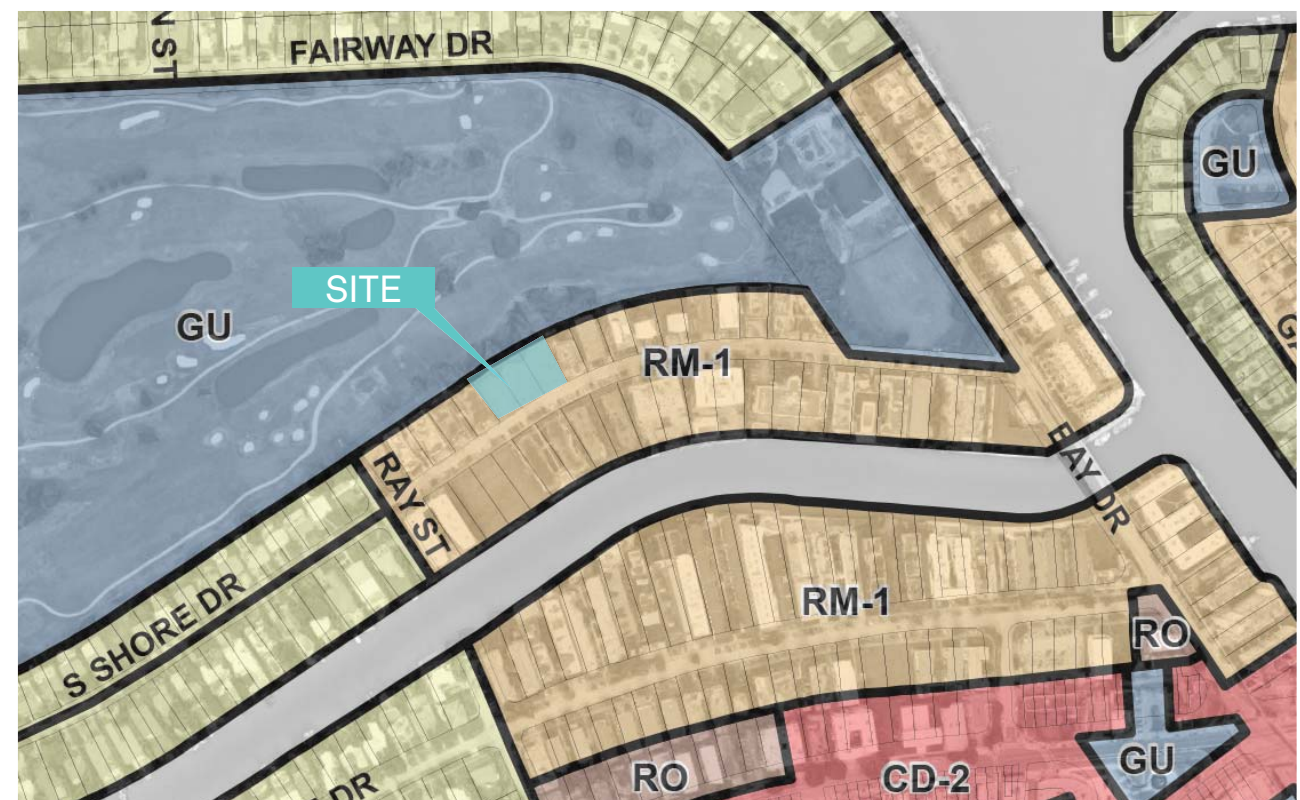 N ST
FAIRWAY DR
GU
SITE
GU
RM-1
RAY ST
E AY DR
S SHORE DR
RM-1
RO
GU
RO
CD-2
DR